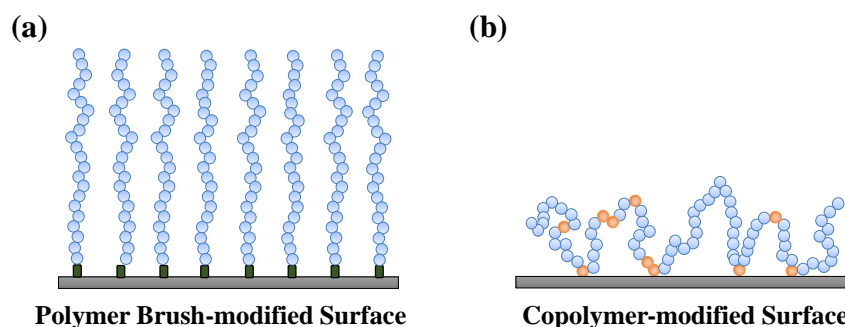 (a)
(b)
Polymer Brush-modified Surface
Copolymer-modified Surface